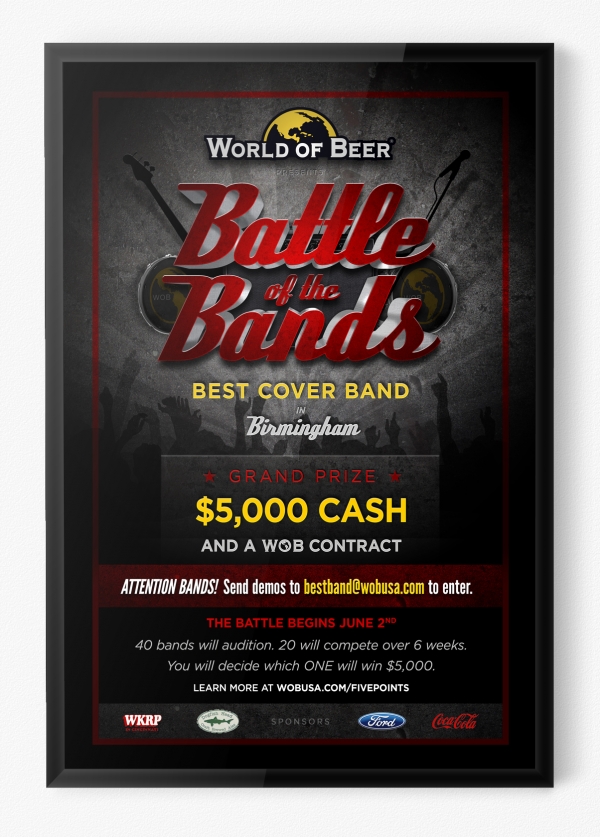 WORLD OF BEER
PRESENTS
Battle
of the
Bands
WOB
BEST COVER BAND
IN
Birmingham
★ GRAND PRIZE ★
$5,000 CASH
AND A WOB CONTRACT
ATTENTION BANDS! Send demos to bestband@wobusa.com to enter.
THE BATTLE BEGINS JUNE 2ND
40 bands will audition. 20 will compete over 6 weeks.
You will decide which ONE will win $5,000.
LEARN MORE AT WOBUSA.COM/FIVEPOINTS
WKRP
SPONSORS
Ford
Coca-Cola